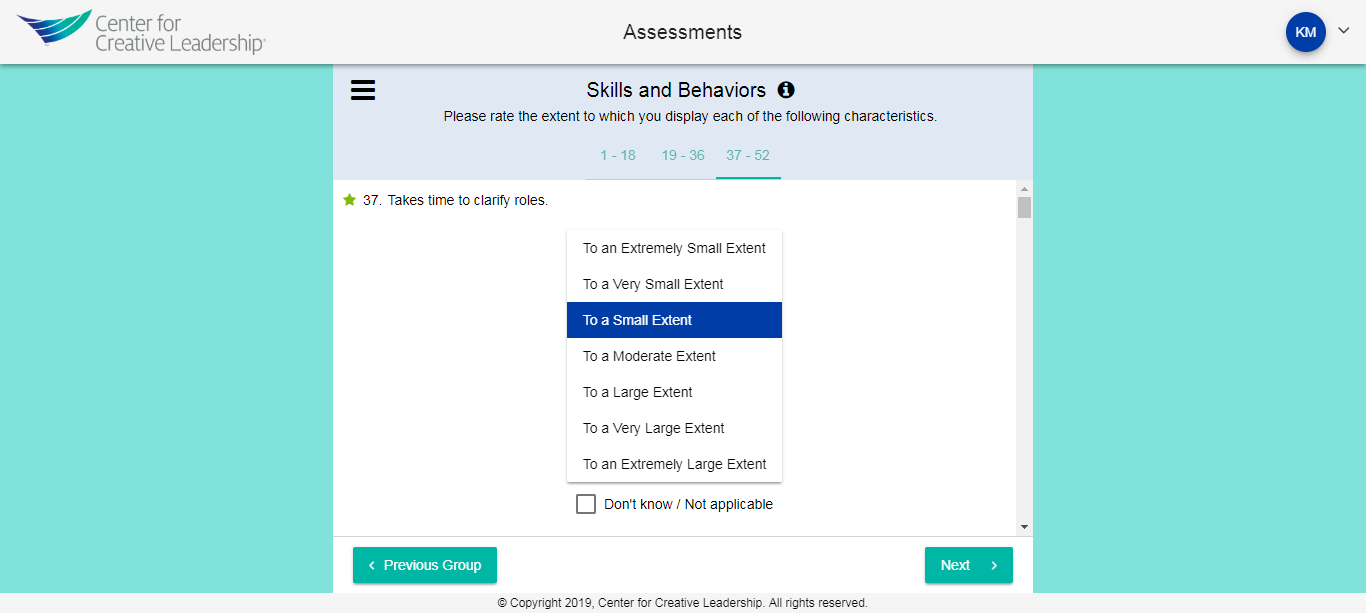 Center for
Creative Leadership®
Assessments
KM
Skills and Behaviors
Please rate the extent to which you display each of the following characteristics.
1 - 18 19 - 36 37 - 52
37. Takes time to clarify roles.
To an Extremely Small Extent
To a Very Small Extent
To a Small Extent
To a Moderate Extent
To a Large Extent
To a Very Large Extent
To an Extremely Large Extent
Don't know / Not applicable
Previous Group
Next
© Copyright 2019, Center for Creative Leadership. All rights reserved.